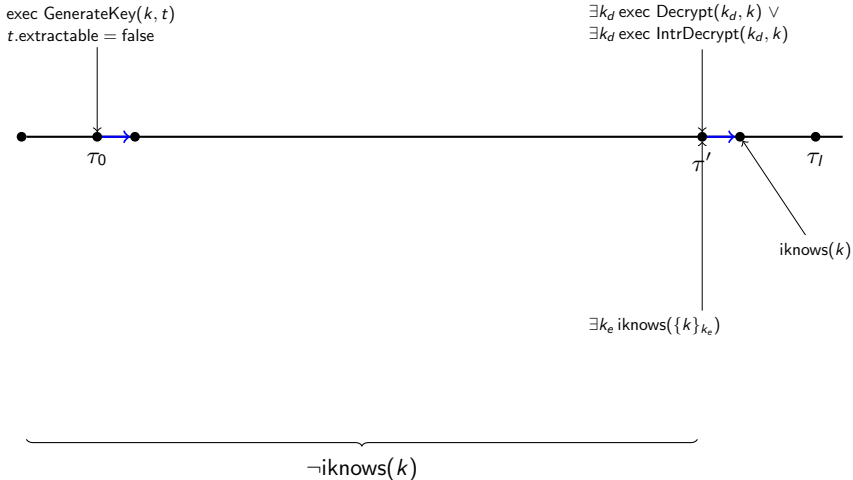 exec GenerateKey(k, t)
t.extractable = false
∃k_d exec Decrypt(k_d, k) ∨
∃k_d exec IntrDecrypt(k_d, k)
τ_0
τ′
τ_l
iknows(k)
∃k_e iknows({k}_{k_e})
¬iknows(k)